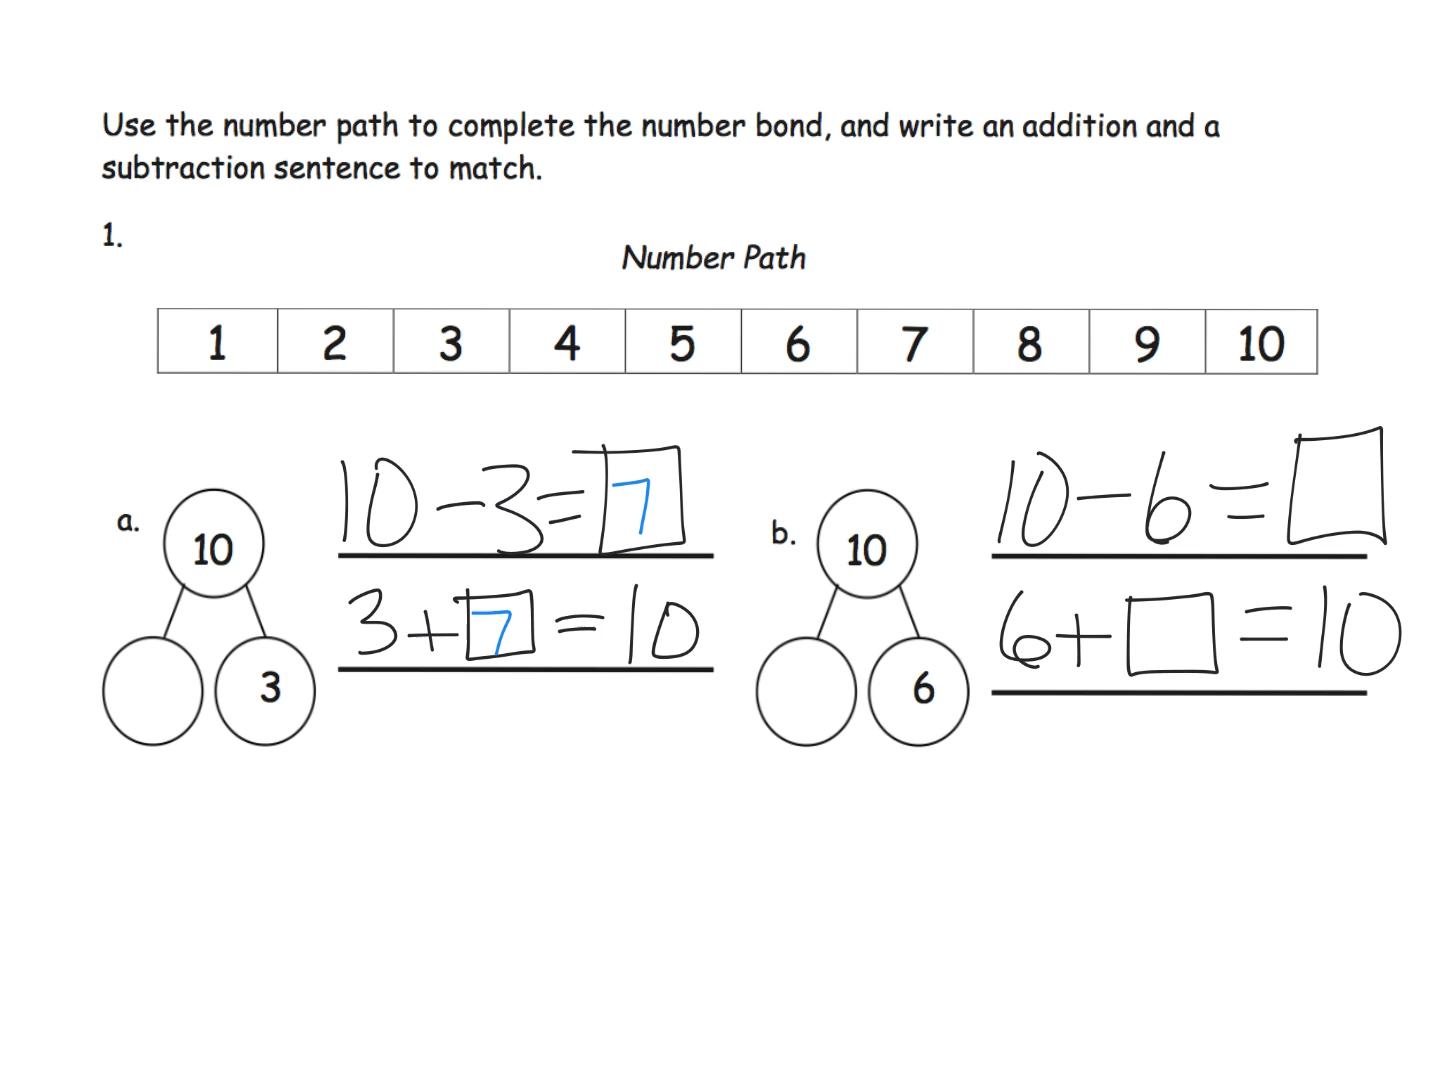 Use the number path to complete the number bond, and write an addition and a
subtraction sentence to match.
1.
Number Path
1 2 3 4 5 6 7 8 9 10
a.
10
3
10-3=7
3+7=10
b.
10
6
10-6=
6+ =10